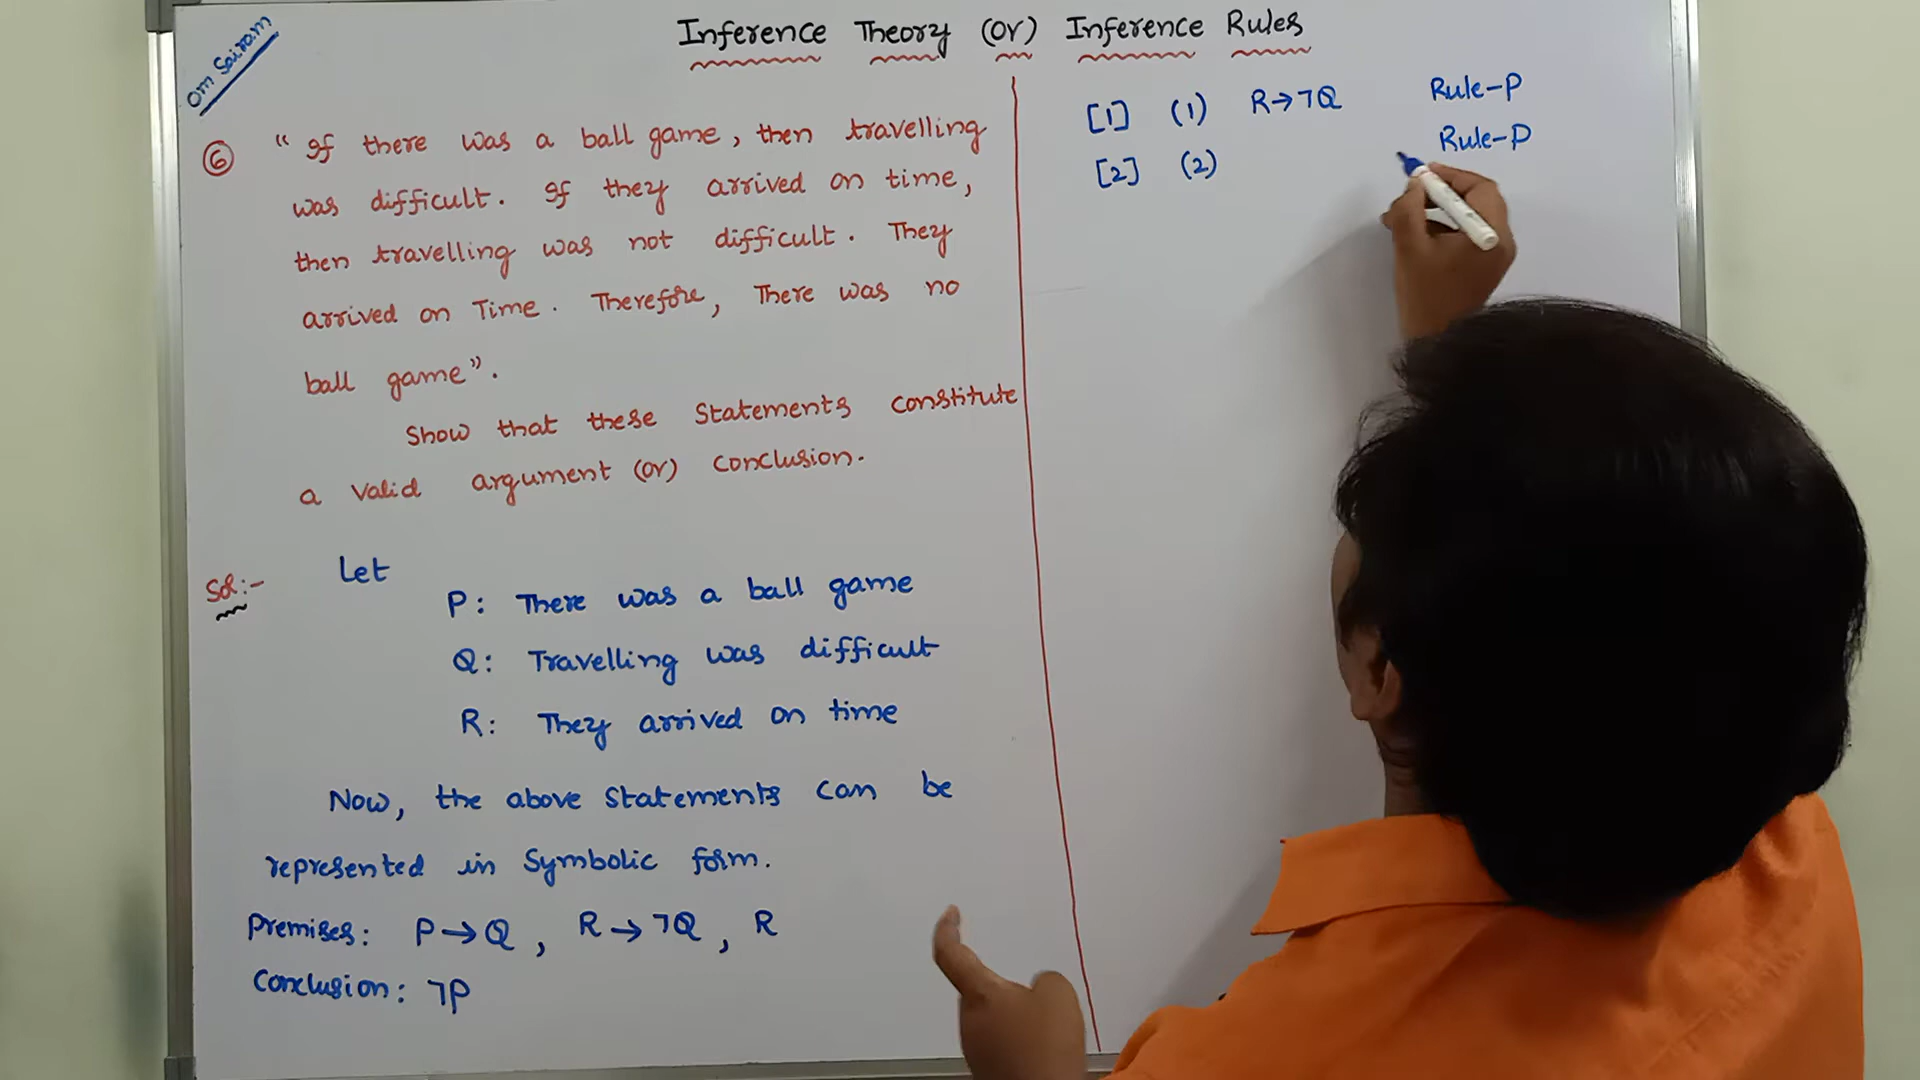 Inference Theory (or) Inference Rules
Om Sairam
⑥ "If there was a ball game, then travelling
was difficult. If they arrived on time,
then travelling was not difficult. They
arrived on Time. Therefore, There was no
ball game".
Show that these Statements constitute
a valid argument (or) conclusion.
Sol:- Let
P: There was a ball game
Q: Travelling was difficult
R: They arrived on time
Now, the above Statements can be
represented in Symbolic form.
Premises: P→Q, R→¬Q, R
Conclusion: ¬P
[1] (1) R→¬Q Rule-P
[2] (2) Rule-P